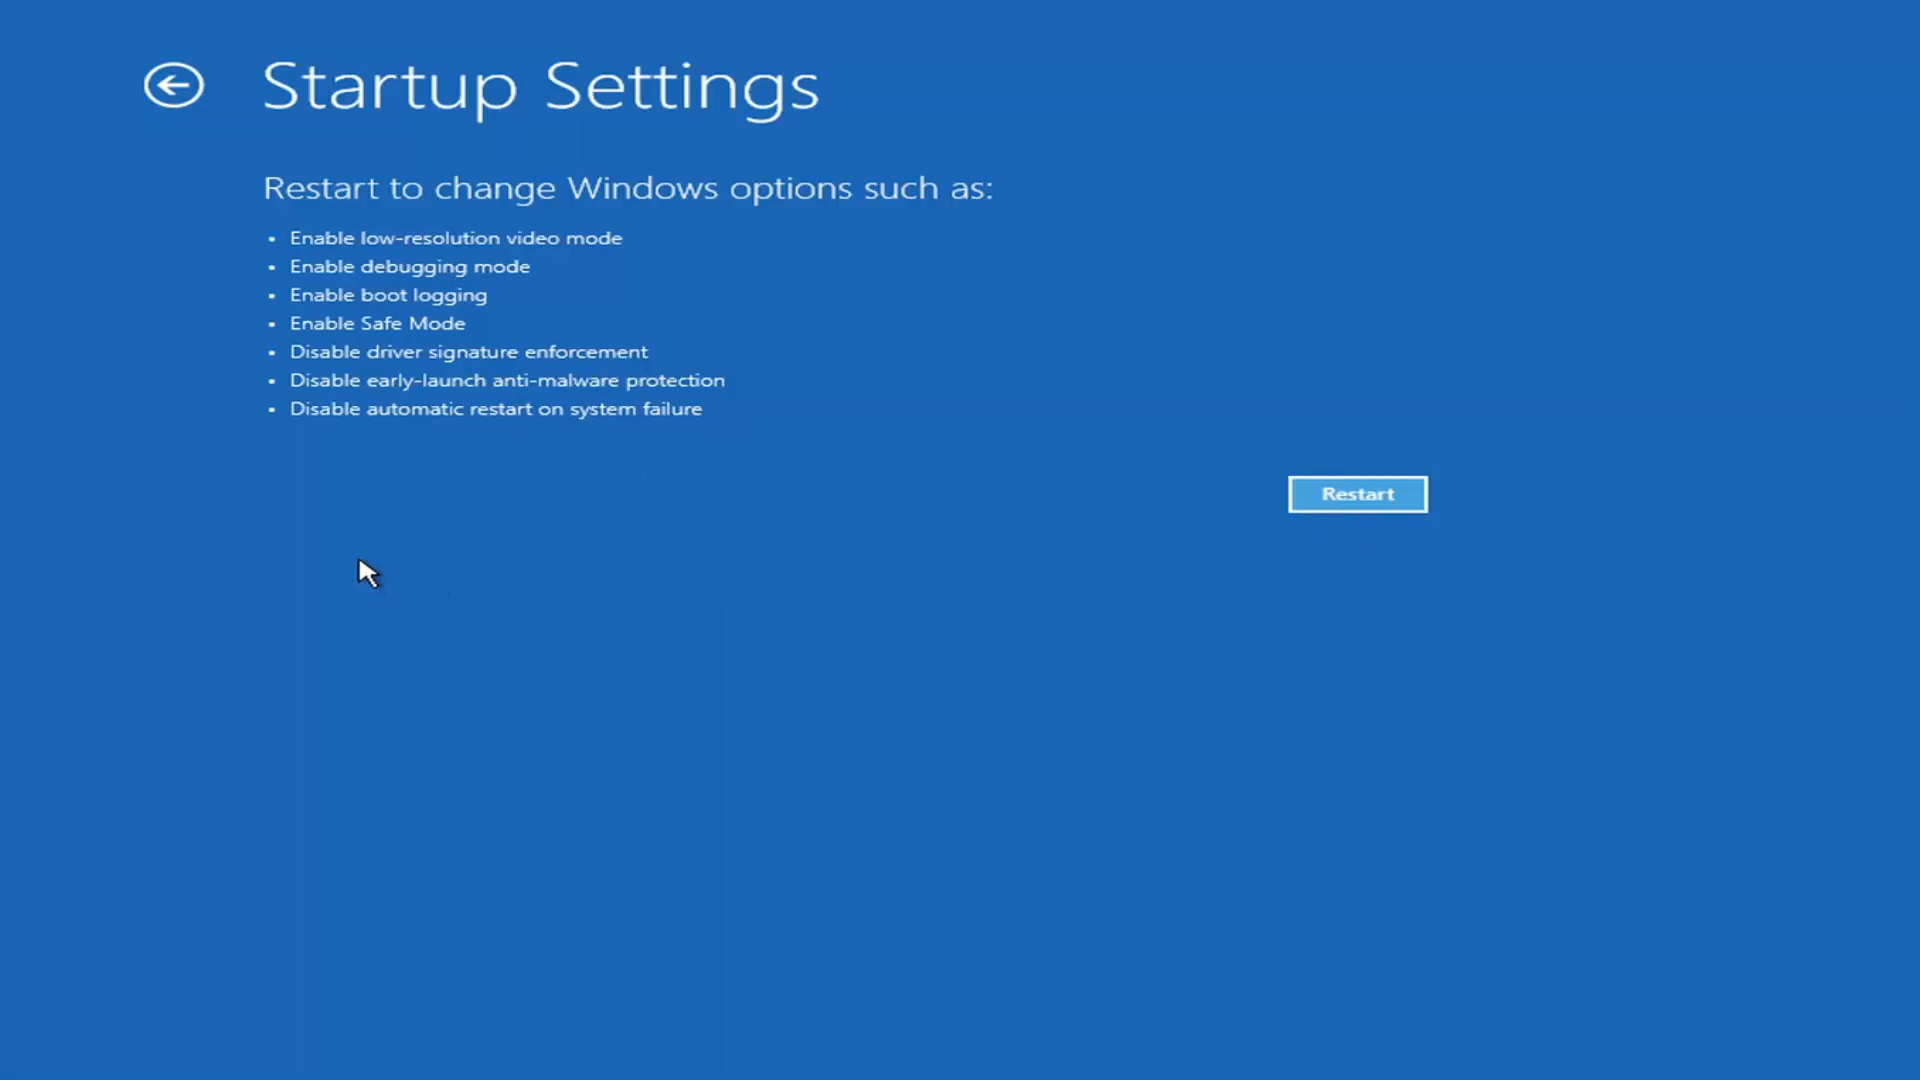 Startup Settings
Restart to change Windows options such as:
• Enable low-resolution video mode
• Enable debugging mode
• Enable boot logging
• Enable Safe Mode
• Disable driver signature enforcement
• Disable early-launch anti-malware protection
• Disable automatic restart on system failure
Restart